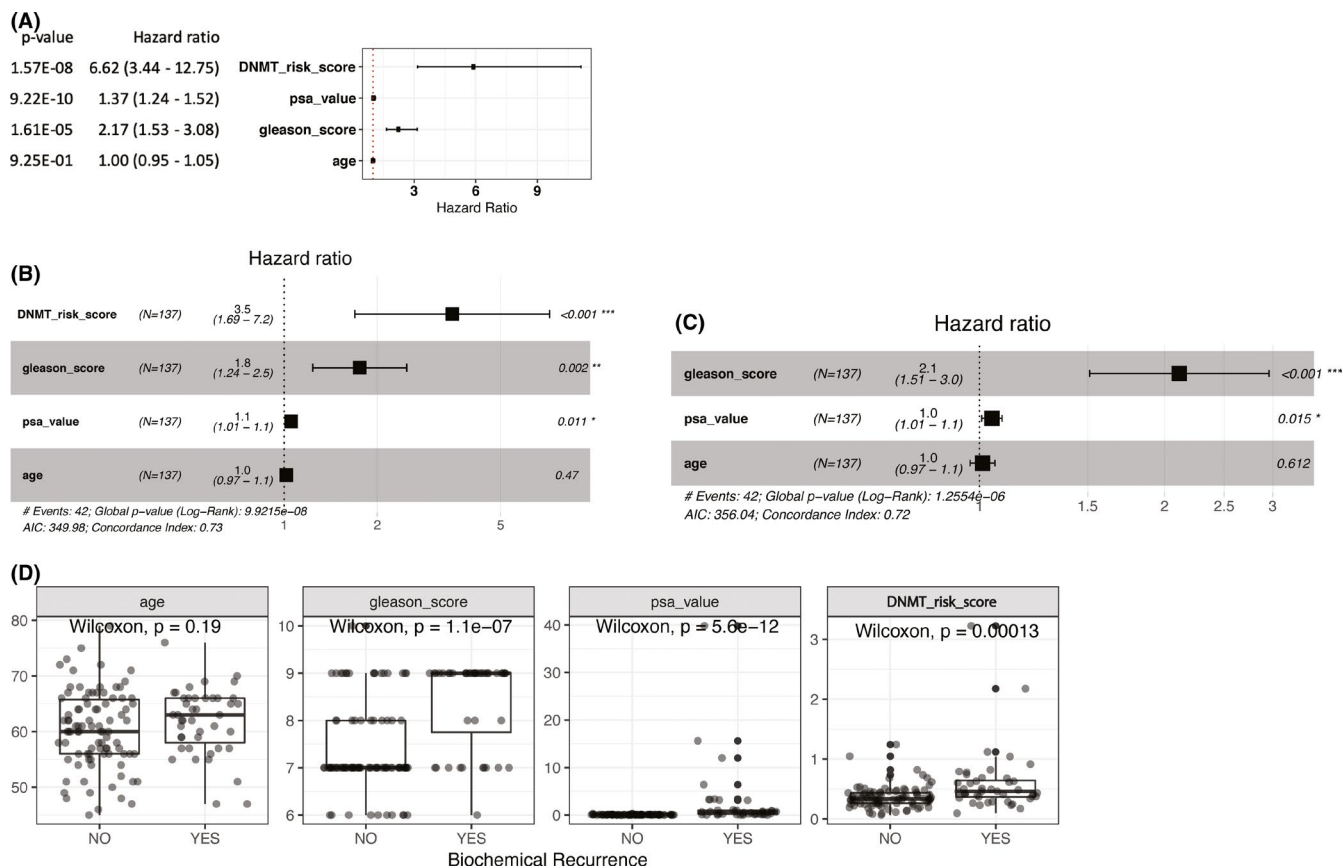 (A)
p-value Hazard ratio
1.57E-08 6.62 (3.44 - 12.75) DNMT_risk_score
9.22E-10 1.37 (1.24 - 1.52) psa_value
1.61E-05 2.17 (1.53 - 3.08) gleason_score
9.25E-01 1.00 (0.95 - 1.05) age
3 6 9
Hazard Ratio
(B)
Hazard ratio
DNMT_risk_score (N=137) 3.5 <0.001 ***
(1.69 – 7.2)
gleason_score (N=137) 1.8 0.002 **
(1.24 – 2.5)
psa_value (N=137) 1.1 0.011 *
(1.01 – 1.1)
age (N=137) 1.0 0.47
(0.97 – 1.1)
# Events: 42; Global p-value (Log-Rank): 9.9215e-08
AIC: 349.98; Concordance Index: 0.73
1 2 5
(C)
Hazard ratio
gleason_score (N=137) 2.1 <0.001 ***
(1.51 – 3.0)
psa_value (N=137) 1.0 0.015 *
(1.01 – 1.1)
age (N=137) 1.0 0.612
(0.97 – 1.1)
# Events: 42; Global p-value (Log-Rank): 1.2554e-06
AIC: 356.04; Concordance Index: 0.72
1 1.5 2 2.5 3
(D)
age
Wilcoxon, p = 0.19
80
70
60
50
NO YES
gleason_score
Wilcoxon, p = 1.1e-07
10
9
8
7
6
NO YES
psa_value
Wilcoxon, p = 5.6e-12
40
30
20
10
0
NO YES
DNMT_risk_score
Wilcoxon, p = 0.00013
3
2
1
0
NO YES
Biochemical Recurrence